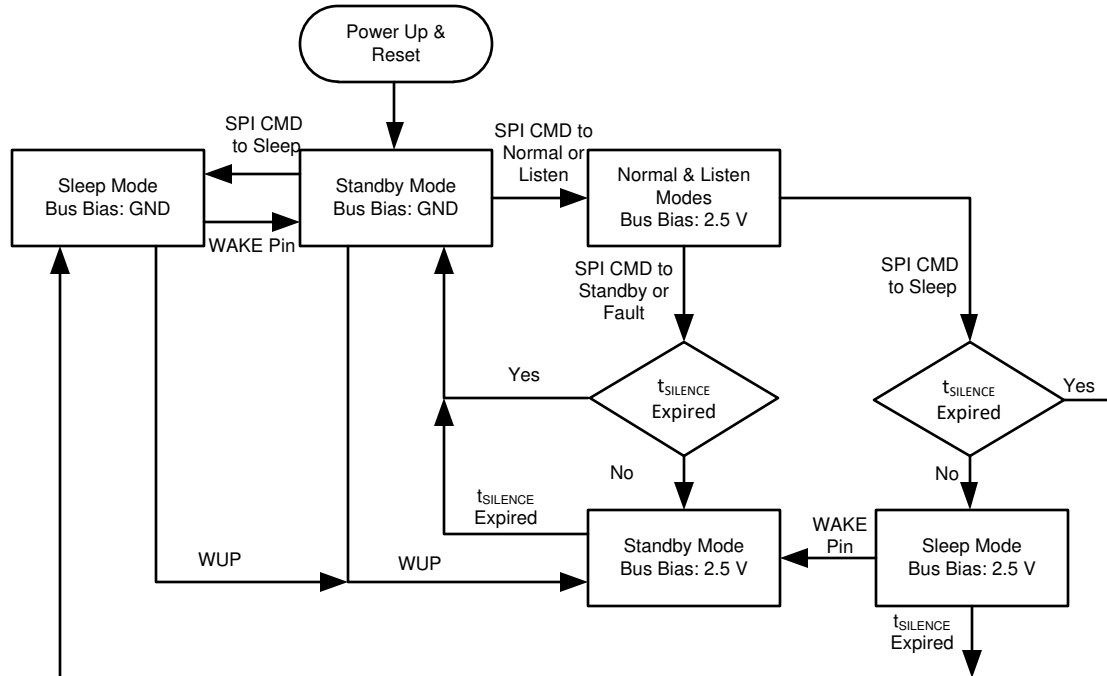 Power Up &
Reset
SPI CMD
to Sleep
SPI CMD to
Normal or
Listen
Sleep Mode
Bus Bias: GND
Standby Mode
Bus Bias: GND
Normal & Listen
Modes
Bus Bias: 2.5 V
WAKE Pin
SPI CMD to
Standby or
Fault
SPI CMD
to Sleep
Yes
tSILENCE
Expired
tSILENCE
Expired
Yes
No
No
tSILENCE
Expired
Standby Mode
Bus Bias: 2.5 V
WAKE
Pin
Sleep Mode
Bus Bias: 2.5 V
WUP
WUP
tSILENCE
Expired